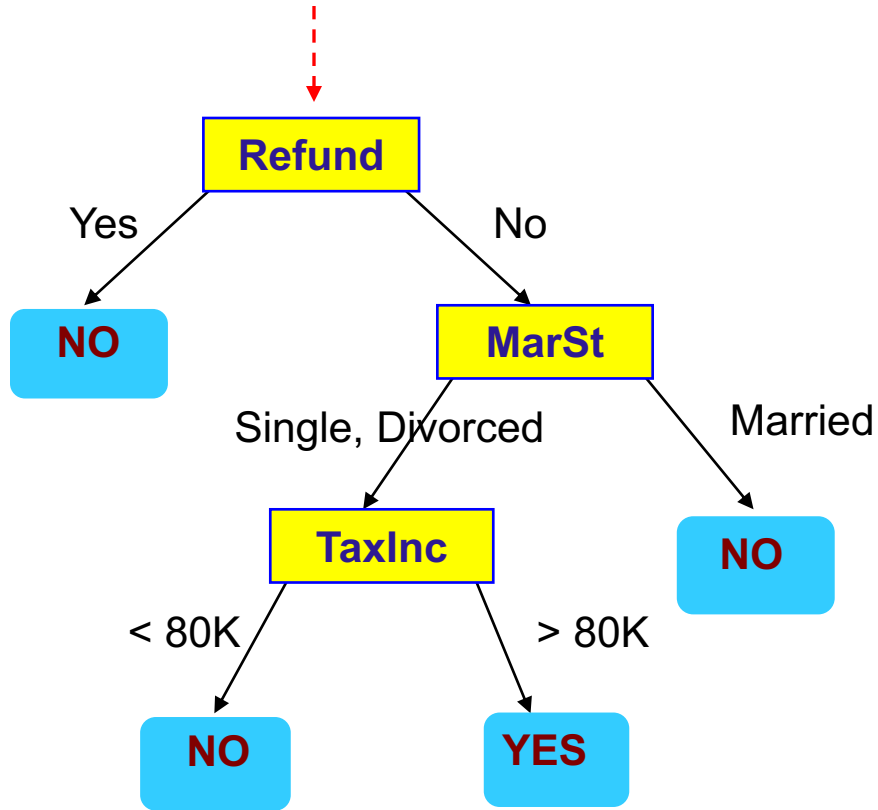 Refund
Yes
No
NO
MarSt
Single, Divorced
Married
TaxInc
NO
< 80K
> 80K
NO
YES